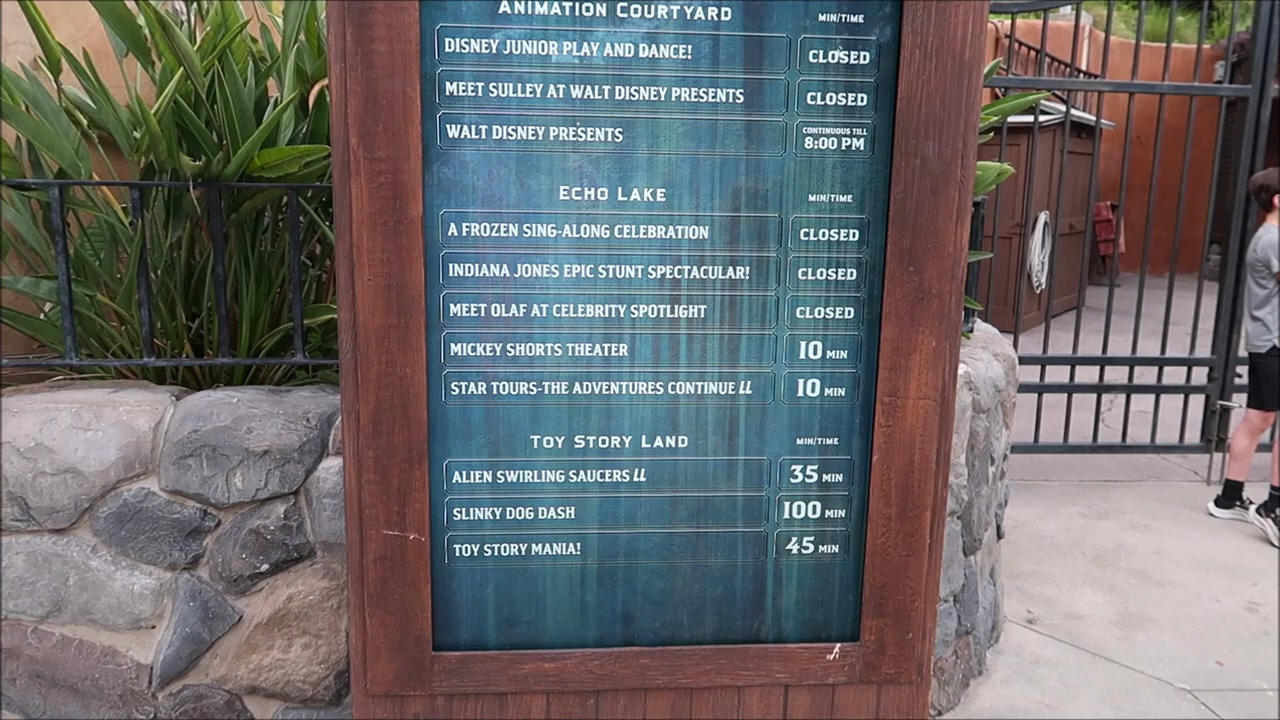 ANIMATION COURTYARD MIN/TIME
DISNEY JUNIOR PLAY AND DANCE! CLOSED
MEET SULLEY AT WALT DISNEY PRESENTS CLOSED
WALT DISNEY PRESENTS CONTINUOUS TILL 8:00 PM
ECHO LAKE MIN/TIME
A FROZEN SING-ALONG CELEBRATION CLOSED
INDIANA JONES EPIC STUNT SPECTACULAR! CLOSED
MEET OLAF AT CELEBRITY SPOTLIGHT CLOSED
MICKEY SHORTS THEATER 10 MIN
STAR TOURS-THE ADVENTURES CONTINUE LL 10 MIN
TOY STORY LAND MIN/TIME
ALIEN SWIRLING SAUCERS LL 35 MIN
SLINKY DOG DASH 100 MIN
TOY STORY MANIA! 45 MIN